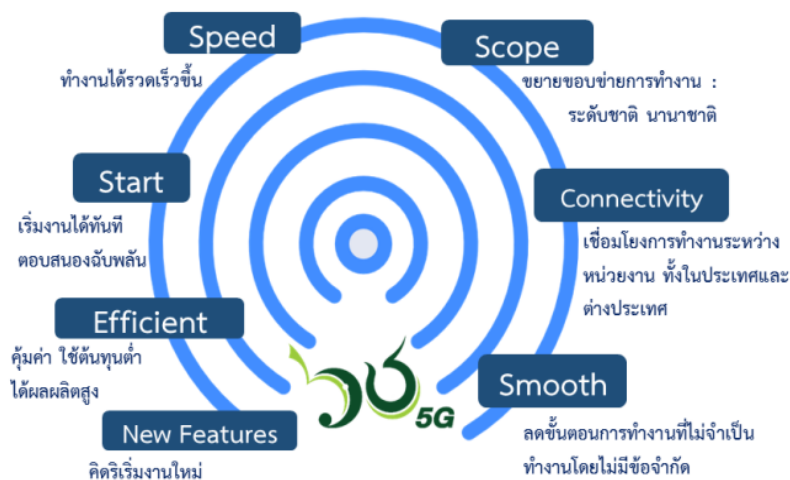 Speed
ทำงานได้รวดเร็วขึ้น
Scope
ขยายขอบข่ายการทำงาน :
ระดับชาติ นานาชาติ
Start
เริ่มงานได้ทันที
ตอบสนองฉับพลัน
Connectivity
เชื่อมโยงการทำงานระหว่าง
หน่วยงาน ทั้งในประเทศและ
ต่างประเทศ
Efficient
คุ้มค่า ใช้ต้นทุนต่ำ
ได้ผลผลิตสูง
Smooth
ลดขั้นตอนการทำงานที่ไม่จำเป็น
ทำงานโดยไม่มีข้อจำกัด
New Features
คิดริเริ่มงานใหม่
5G